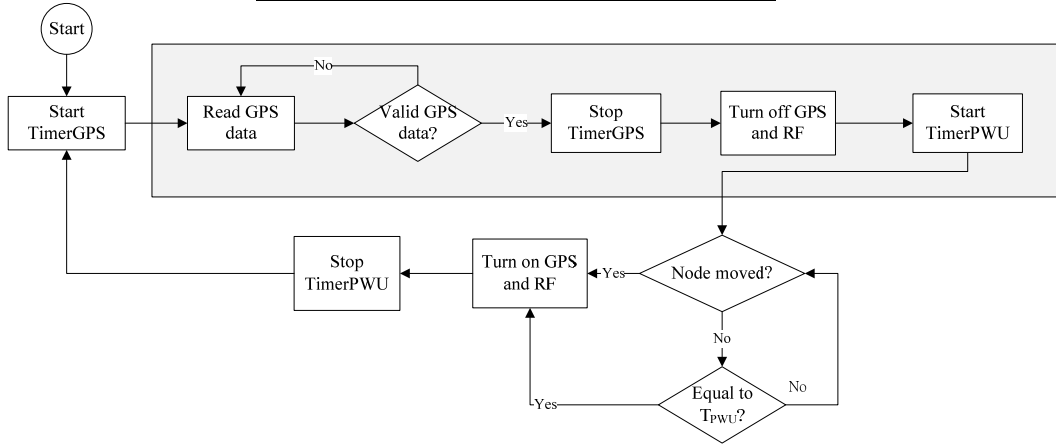 Start
Start
TimerGPS
Read GPS
data
No
Valid GPS
data?
Yes
Stop
TimerGPS
Turn off GPS
and RF
Start
TimerPWU
Stop
TimerPWU
Turn on GPS
and RF
Yes
Node moved?
No
Equal to
TPWU?
No
Yes